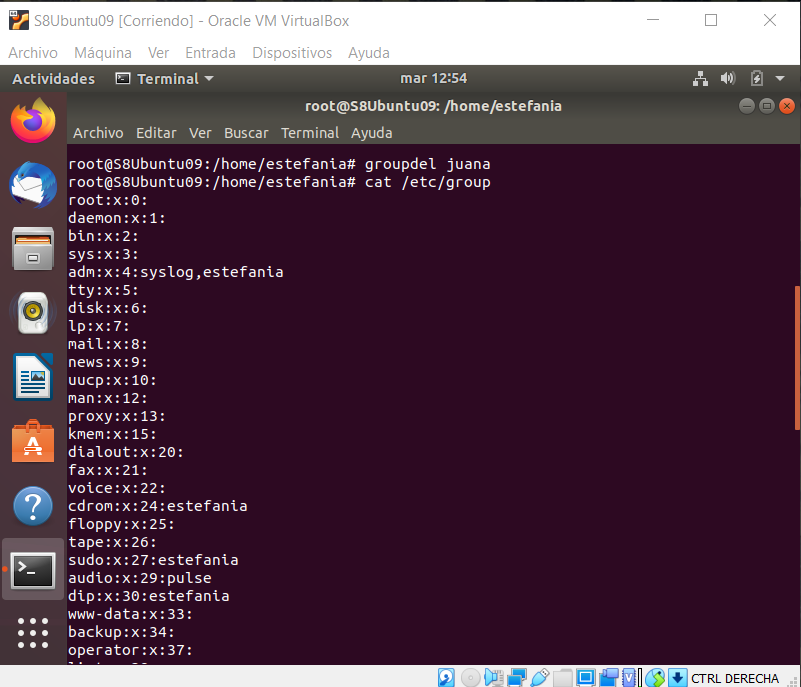 S8Ubuntu09 [Corriendo] - Oracle VM VirtualBox
Archivo Máquina Ver Entrada Dispositivos Ayuda
Actividades Terminal mar 12:54
root@S8Ubuntu09: /home/estefania
Archivo Editar Ver Buscar Terminal Ayuda
root@S8Ubuntu09:/home/estefania# groupdel juana
root@S8Ubuntu09:/home/estefania# cat /etc/group
root:x:0:
daemon:x:1:
bin:x:2:
sys:x:3:
adm:x:4:syslog,estefania
tty:x:5:
disk:x:6:
lp:x:7:
mail:x:8:
news:x:9:
uucp:x:10:
man:x:12:
proxy:x:13:
kmem:x:15:
dialout:x:20:
fax:x:21:
voice:x:22:
cdrom:x:24:estefania
floppy:x:25:
tape:x:26:
sudo:x:27:estefania
audio:x:29:pulse
dip:x:30:estefania
www-data:x:33:
backup:x:34:
operator:x:37:
CTRL DERECHA